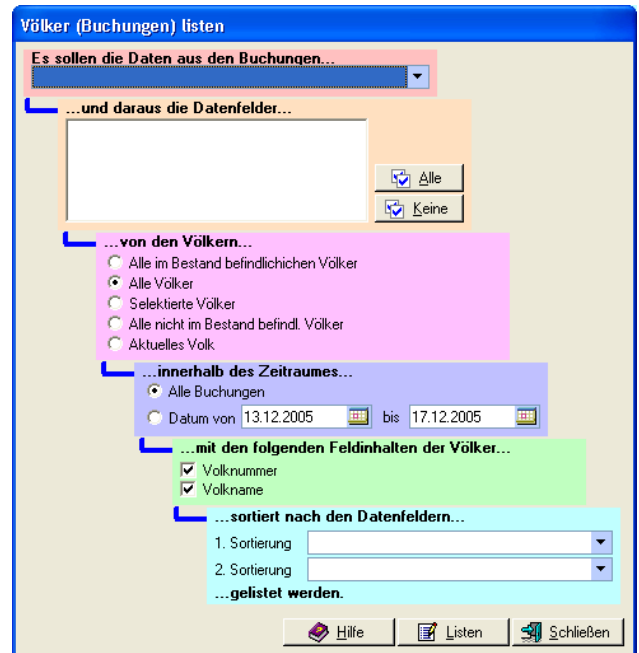 Völker (Buchungen) listen
Es sollen die Daten aus den Buchungen...
...und daraus die Datenfelder...
Alle
Keine
...von den Völkern...
Alle im Bestand befindlichichen Völker
Alle Völker
Selektierte Völker
Alle nicht im Bestand befindl. Völker
Aktuelles Volk
...innerhalb des Zeitraumes...
Alle Buchungen
Datum von 13.12.2005 bis 17.12.2005
...mit den folgenden Feldinhalten der Völker...
Volknummer
Volkname
...sortiert nach den Datenfeldern...
1. Sortierung
2. Sortierung
...gelistet werden.
Hilfe Listen Schließen